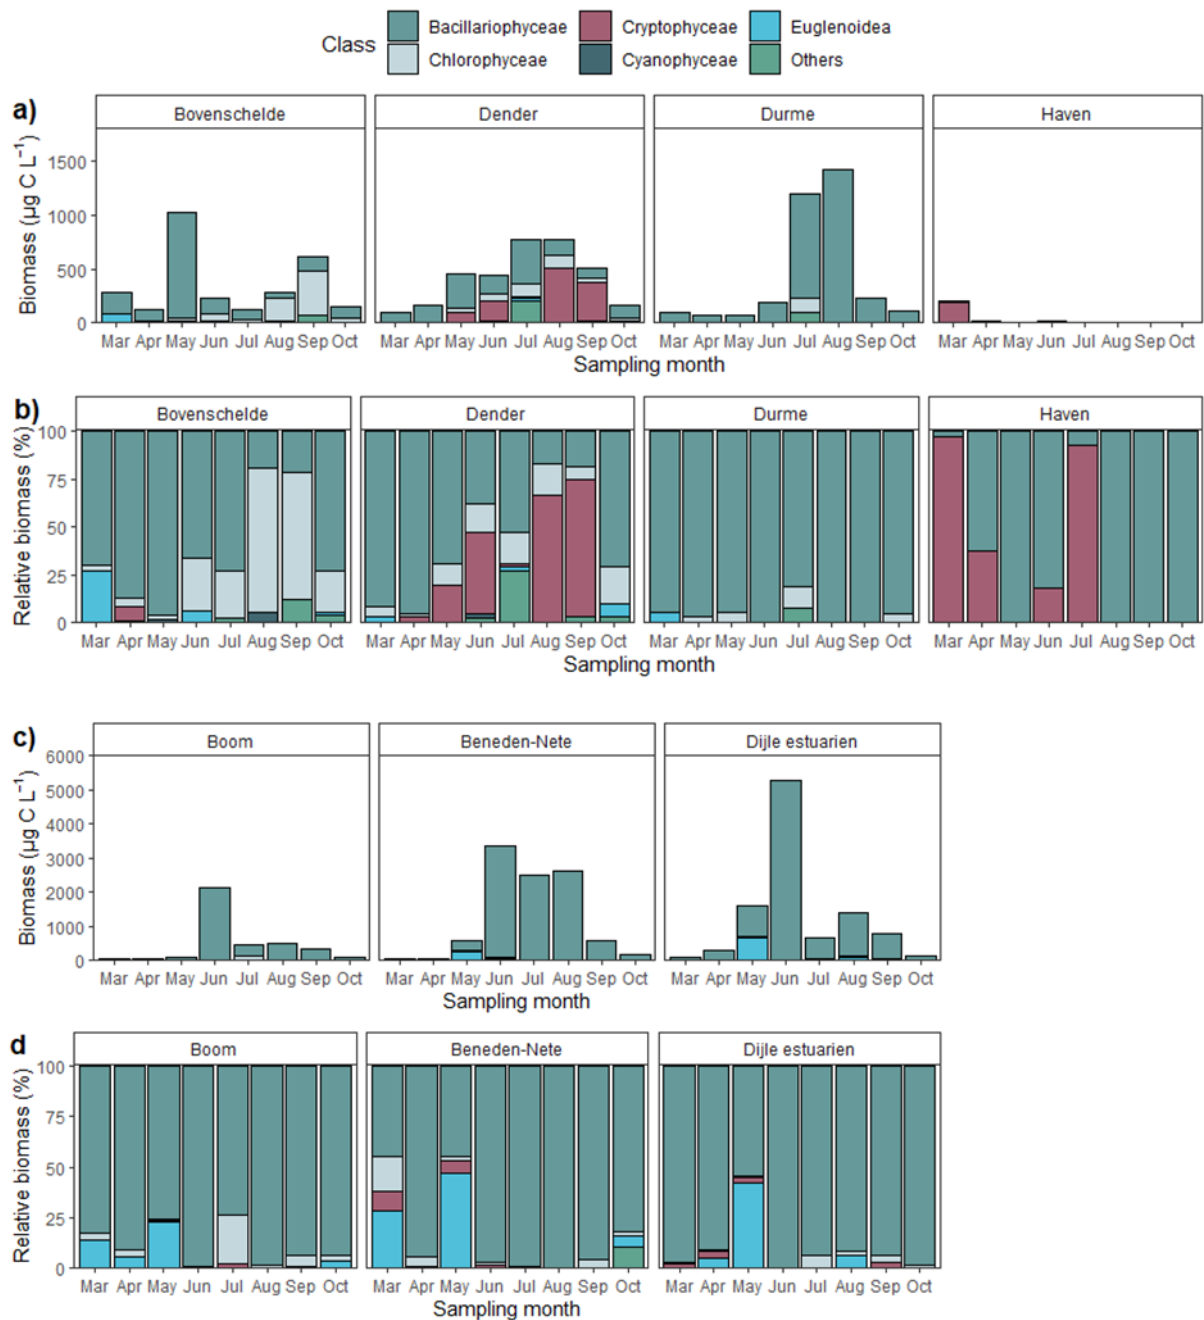 Class
Bacillariophyceae
Cryptophyceae
Euglenoidea
Chlorophyceae
Cyanophyceae
Others
a)
Bovenschelde
Dender
Durme
Haven
Biomass (µg C L⁻¹)
1500
1000
500
0
Mar Apr May Jun Jul Aug Sep Oct
Mar Apr May Jun Jul Aug Sep Oct
Mar Apr May Jun Jul Aug Sep Oct
Mar Apr May Jun Jul Aug Sep Oct
Sampling month
b)
Bovenschelde
Dender
Durme
Haven
Relative biomass (%)
100
75
50
25
0
Mar Apr May Jun Jul Aug Sep Oct
Mar Apr May Jun Jul Aug Sep Oct
Mar Apr May Jun Jul Aug Sep Oct
Mar Apr May Jun Jul Aug Sep Oct
Sampling month
c)
Boom
Beneden-Nete
Dijle estuarien
Biomass (µg C L⁻¹)
6000
5000
4000
3000
2000
1000
0
Mar Apr May Jun Jul Aug Sep Oct
Mar Apr May Jun Jul Aug Sep Oct
Mar Apr May Jun Jul Aug Sep Oct
Sampling month
d
Boom
Beneden-Nete
Dijle estuarien
Relative biomass (%)
100
75
50
25
0
Mar Apr May Jun Jul Aug Sep Oct
Mar Apr May Jun Jul Aug Sep Oct
Mar Apr May Jun Jul Aug Sep Oct
Sampling month